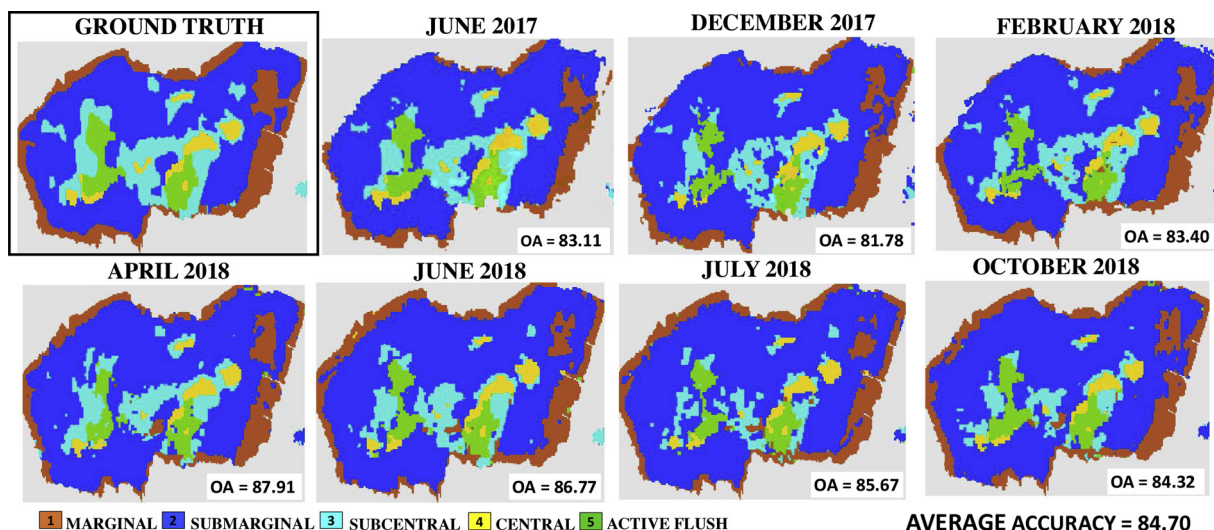 GROUND TRUTH
JUNE 2017
DECEMBER 2017
FEBRUARY 2018
OA = 83.11
OA = 81.78
OA = 83.40
APRIL 2018
JUNE 2018
JULY 2018
OCTOBER 2018
OA = 87.91
OA = 86.77
OA = 85.67
OA = 84.32
1 MARGINAL 2 SUBMARGINAL 3 SUBCENTRAL 4 CENTRAL 5 ACTIVE FLUSH
AVERAGE ACCURACY = 84.70